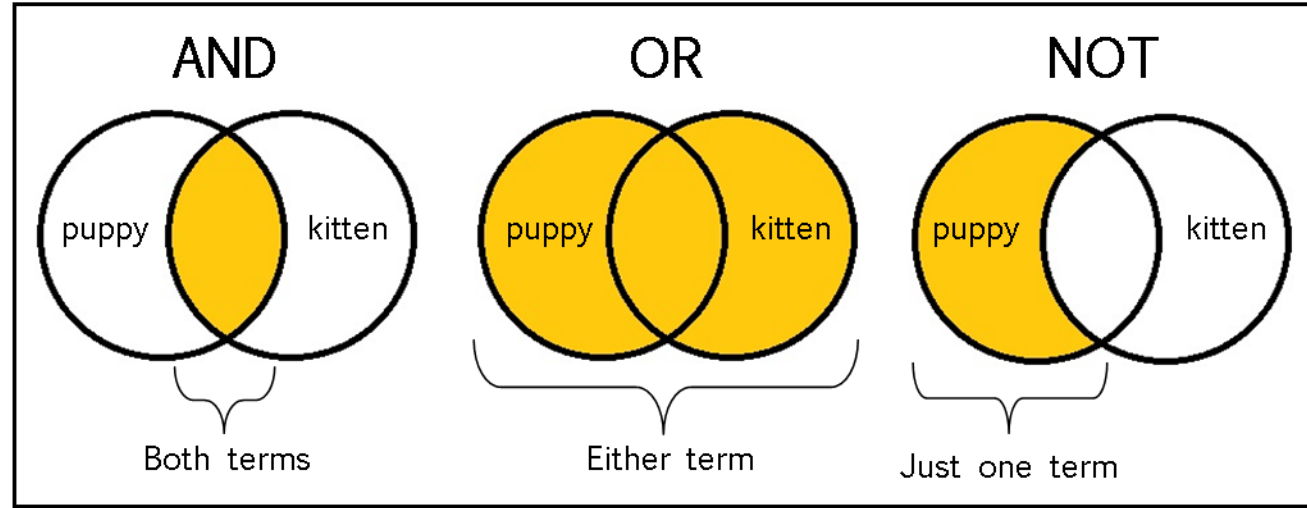 AND
OR
NOT
puppy
kitten
puppy
kitten
puppy
kitten
Both terms
Either term
Just one term